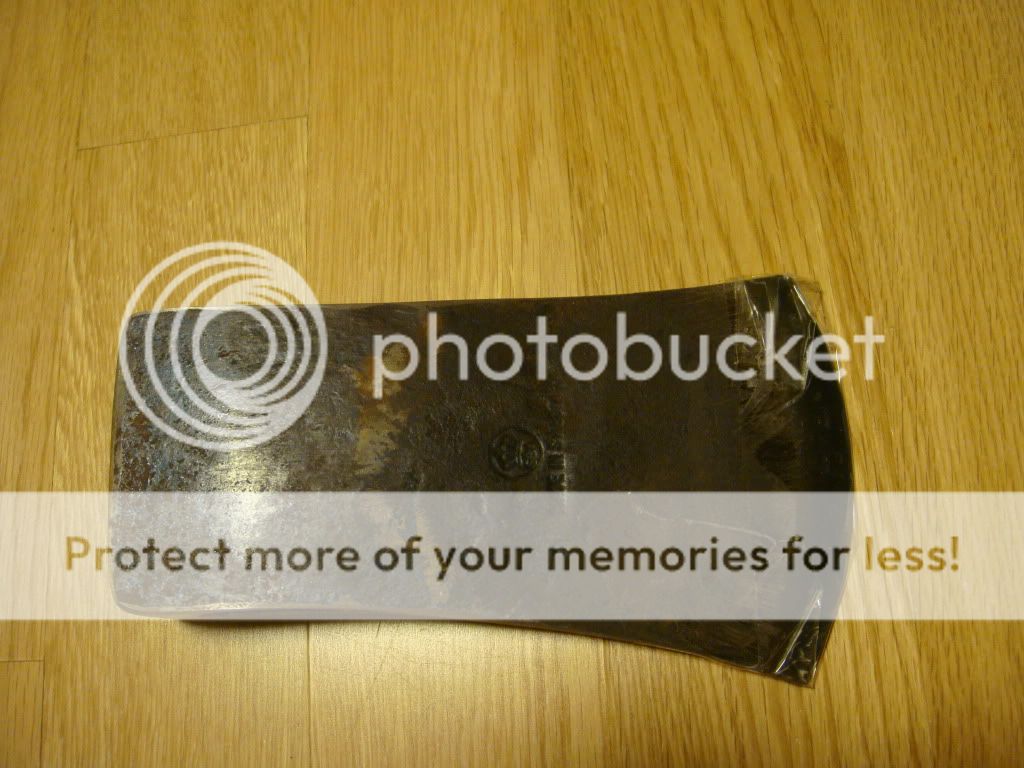 photobucket
Protect more of your memories for less!